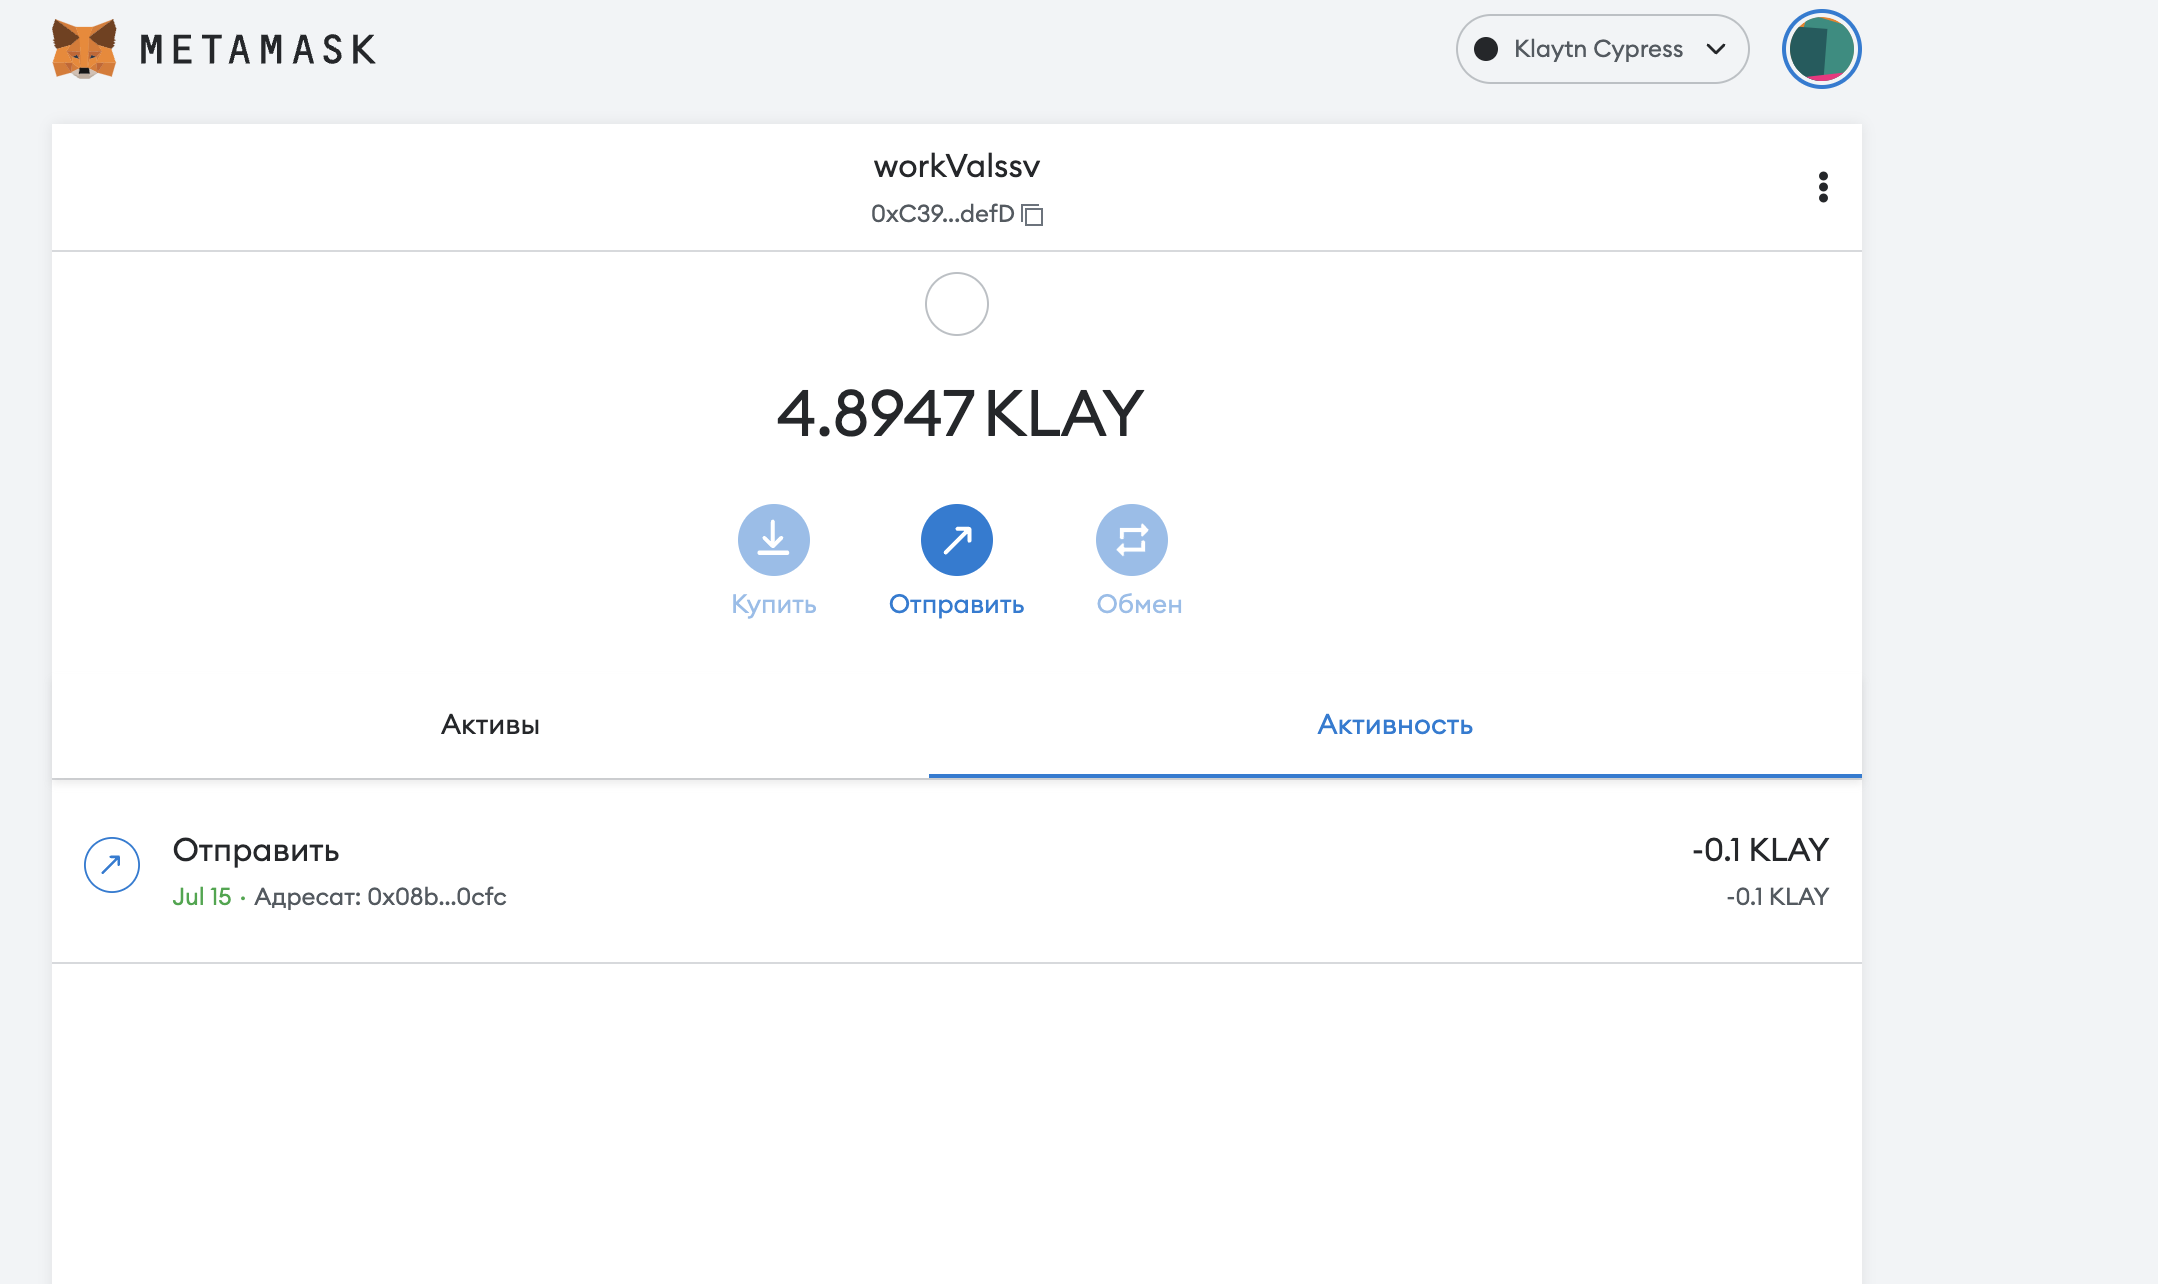 METAMASK
Klaytn Cypress
workValssv
0xC39...defD
4.8947 KLAY
Купить
Отправить
Обмен
Активы
Активность
Отправить
-0.1 KLAY
Jul 15 · Адресат: 0x08b...0cfc
-0.1 KLAY